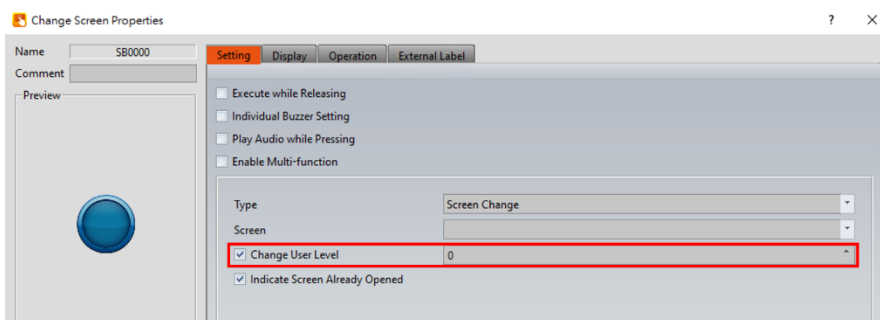 Change Screen Properties
? ×
Name SB0000
Comment
Preview
Setting Display Operation External Label
Execute while Releasing
Individual Buzzer Setting
Play Audio while Pressing
Enable Multi-function
Type Screen Change
Screen
Change User Level 0
Indicate Screen Already Opened